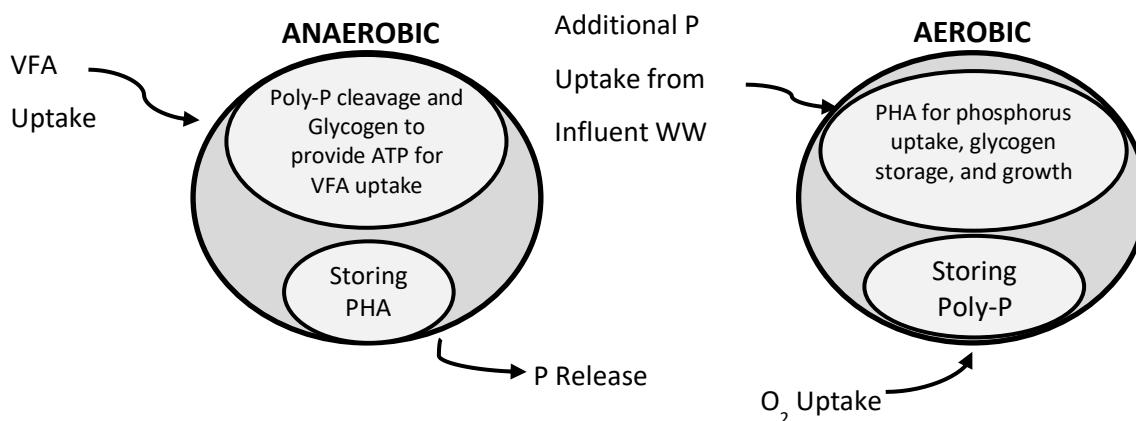 ANAEROBIC
VFA
Uptake
Poly-P cleavage and
Glycogen to
provide ATP for
VFA uptake
Storing
PHA
P Release
Additional P
Uptake from
Influent WW
AEROBIC
PHA for phosphorus
uptake, glycogen
storage, and growth
Storing
Poly-P
O₂ Uptake